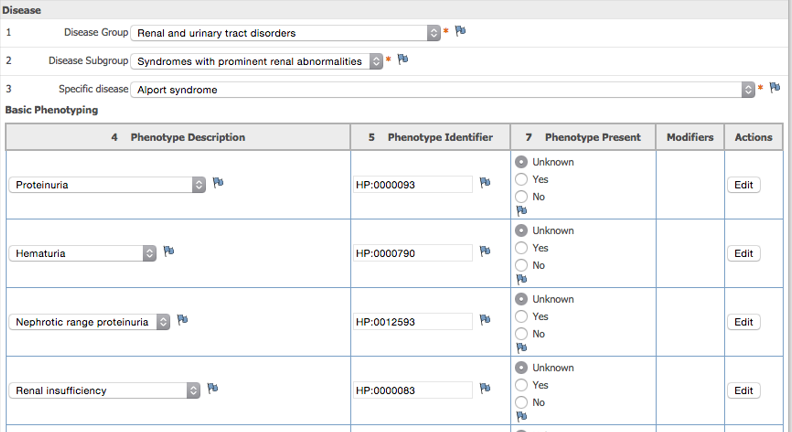 Disease
1 Disease Group Renal and urinary tract disorders *
2 Disease Subgroup Syndromes with prominent renal abnormalities *
3 Specific disease Alport syndrome *
Basic Phenotyping
4 Phenotype Description 5 Phenotype Identifier 7 Phenotype Present Modifiers Actions
Unknown
Proteinuria HP:0000093 Yes Edit
No
Unknown
Hematuria HP:0000790 Yes Edit
No
Unknown
Nephrotic range proteinuria HP:0012593 Yes Edit
No
Unknown
Renal insufficiency HP:0000083 Yes Edit
No